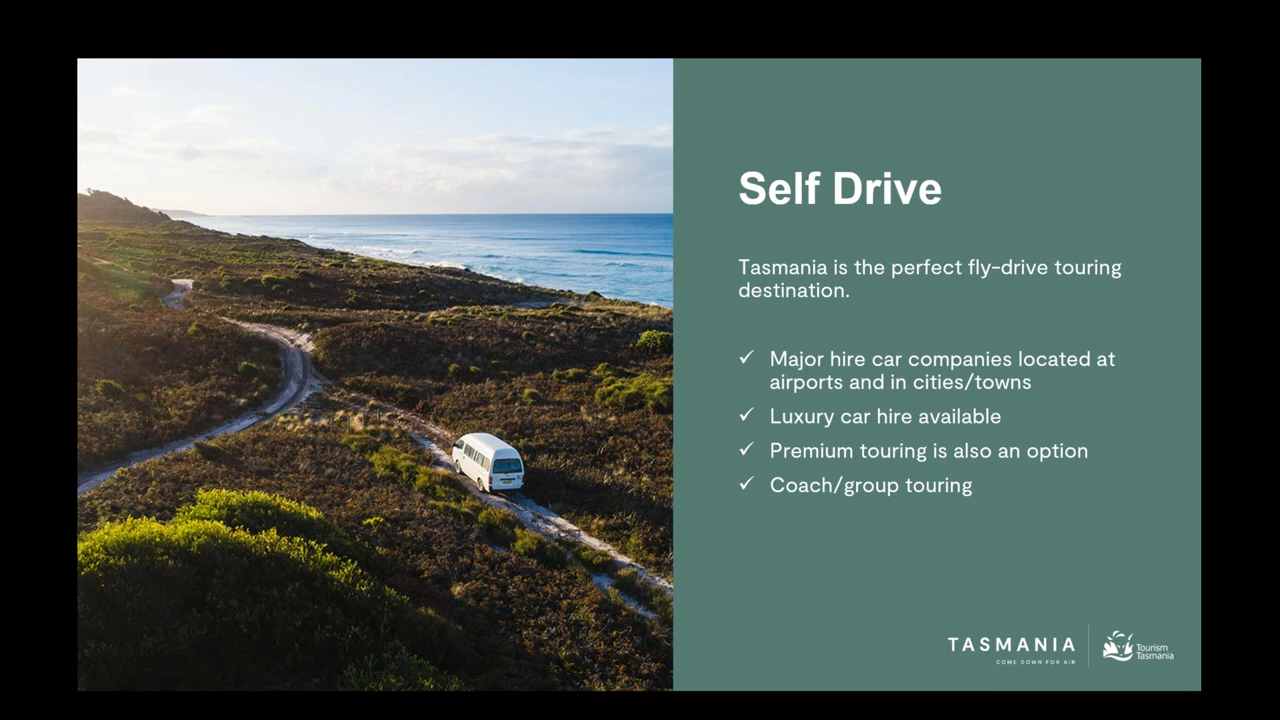 Self Drive
Tasmania is the perfect fly-drive touring
destination.
✓ Major hire car companies located at
airports and in cities/towns
✓ Luxury car hire available
✓ Premium touring is also an option
✓ Coach/group touring
TASMANIA
COME DOWN FOR AIR
Tourism
Tasmania